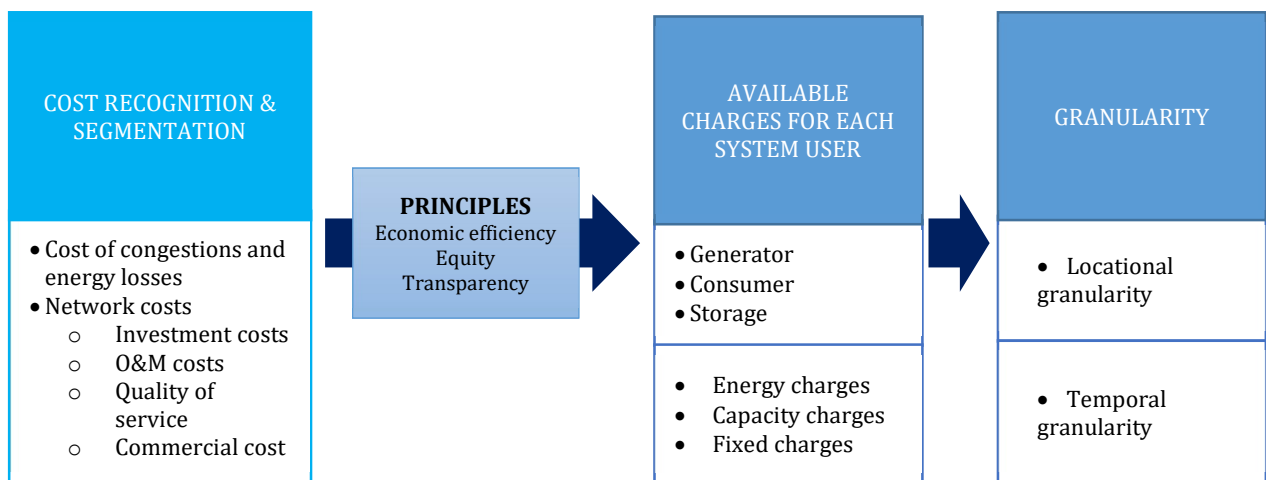 COST RECOGNITION &
SEGMENTATION
• Cost of congestions and
energy losses
• Network costs
o Investment costs
o O&M costs
o Quality of
service
o Commercial cost
PRINCIPLES
Economic efficiency
Equity
Transparency
AVAILABLE
CHARGES FOR EACH
SYSTEM USER
• Generator
• Consumer
• Storage
• Energy charges
• Capacity charges
• Fixed charges
GRANULARITY
• Locational
granularity
• Temporal
granularity